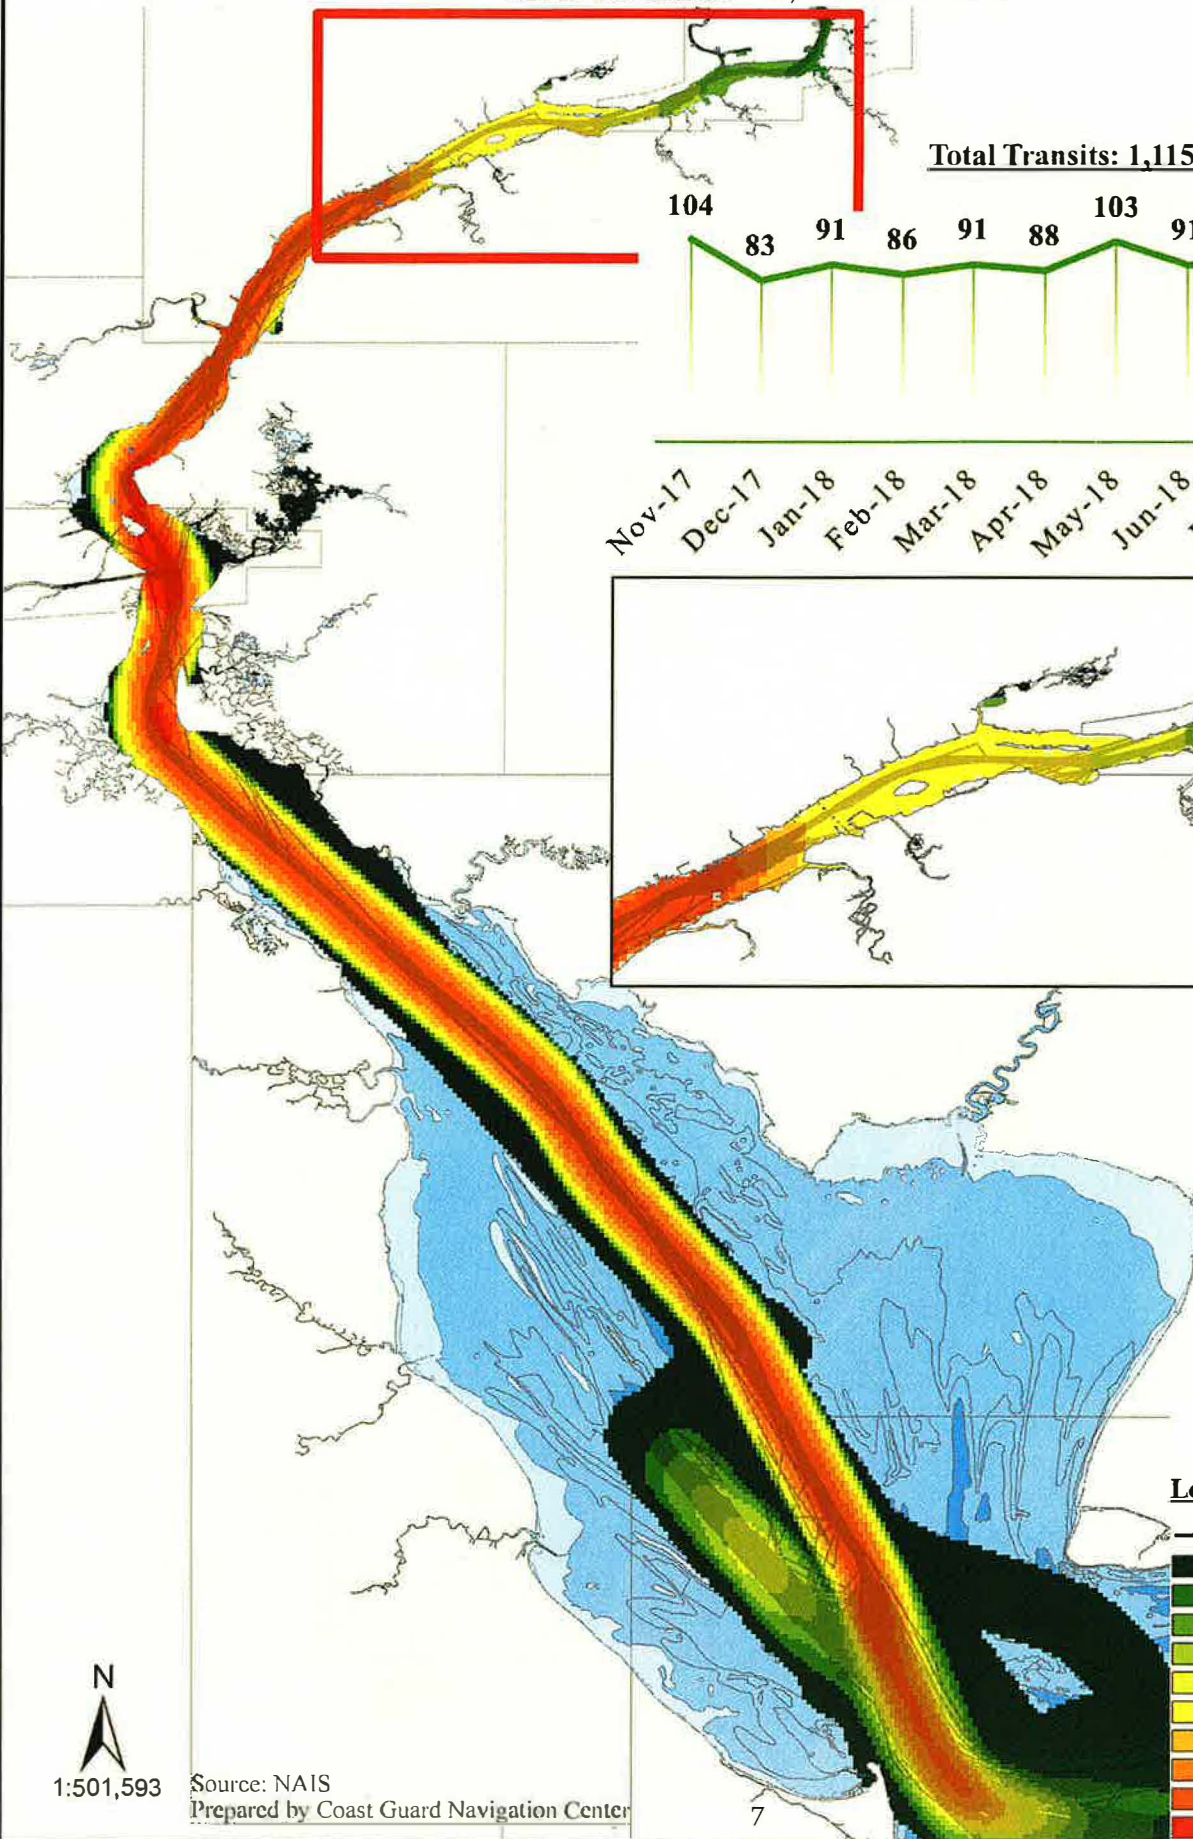 Total Transits: 1,115
104
83
91
86
91
88
103
91
Nov-17
Dec-17
Jan-18
Feb-18
Mar-18
Apr-18
May-18
Jun-18
N
1:501,593
Source: NAIS
Prepared by Coast Guard Navigation Center
7